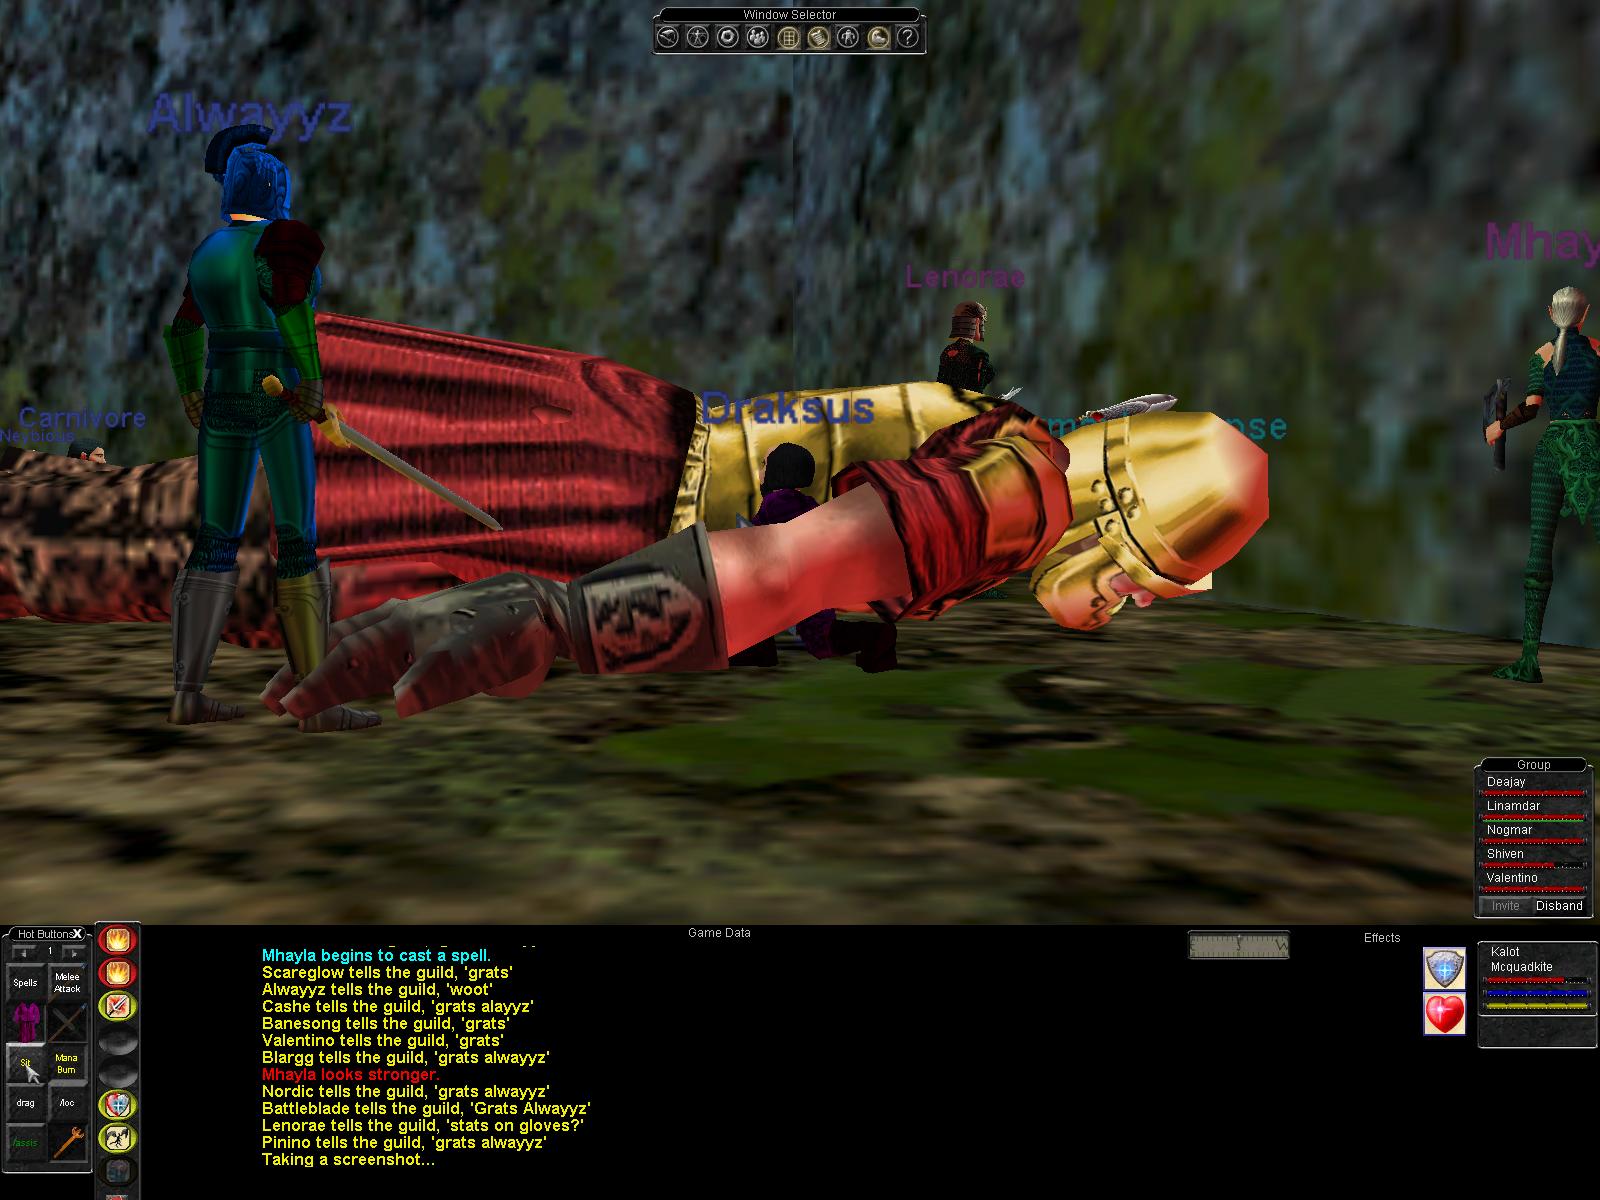 Window Selector
Alwayyz
Mhay
Lenorae
Draksus
Carnivore
Neybious
Group
Deajay
Linamdar
Nogmar
Shiven
Valentino
Invite Disband
Hot Buttons X
1
Spells Melee Attack
Sit Mana Burn
drag /loc
/assis
Game Data
Mhayla begins to cast a spell.
Scareglow tells the guild, 'grats'
Alwayyz tells the guild, 'woot'
Cashe tells the guild, 'grats alayyz'
Banesong tells the guild, 'grats'
Valentino tells the guild, 'grats'
Blargg tells the guild, 'grats alwayyz'
Mhayla looks stronger.
Nordic tells the guild, 'grats alwayyz'
Battleblade tells the guild, 'Grats Alwayyz'
Lenorae tells the guild, 'stats on gloves?'
Pinino tells the guild, 'grats alwayyz'
Taking a screenshot...
Effects
Kalot
Mcquadkite